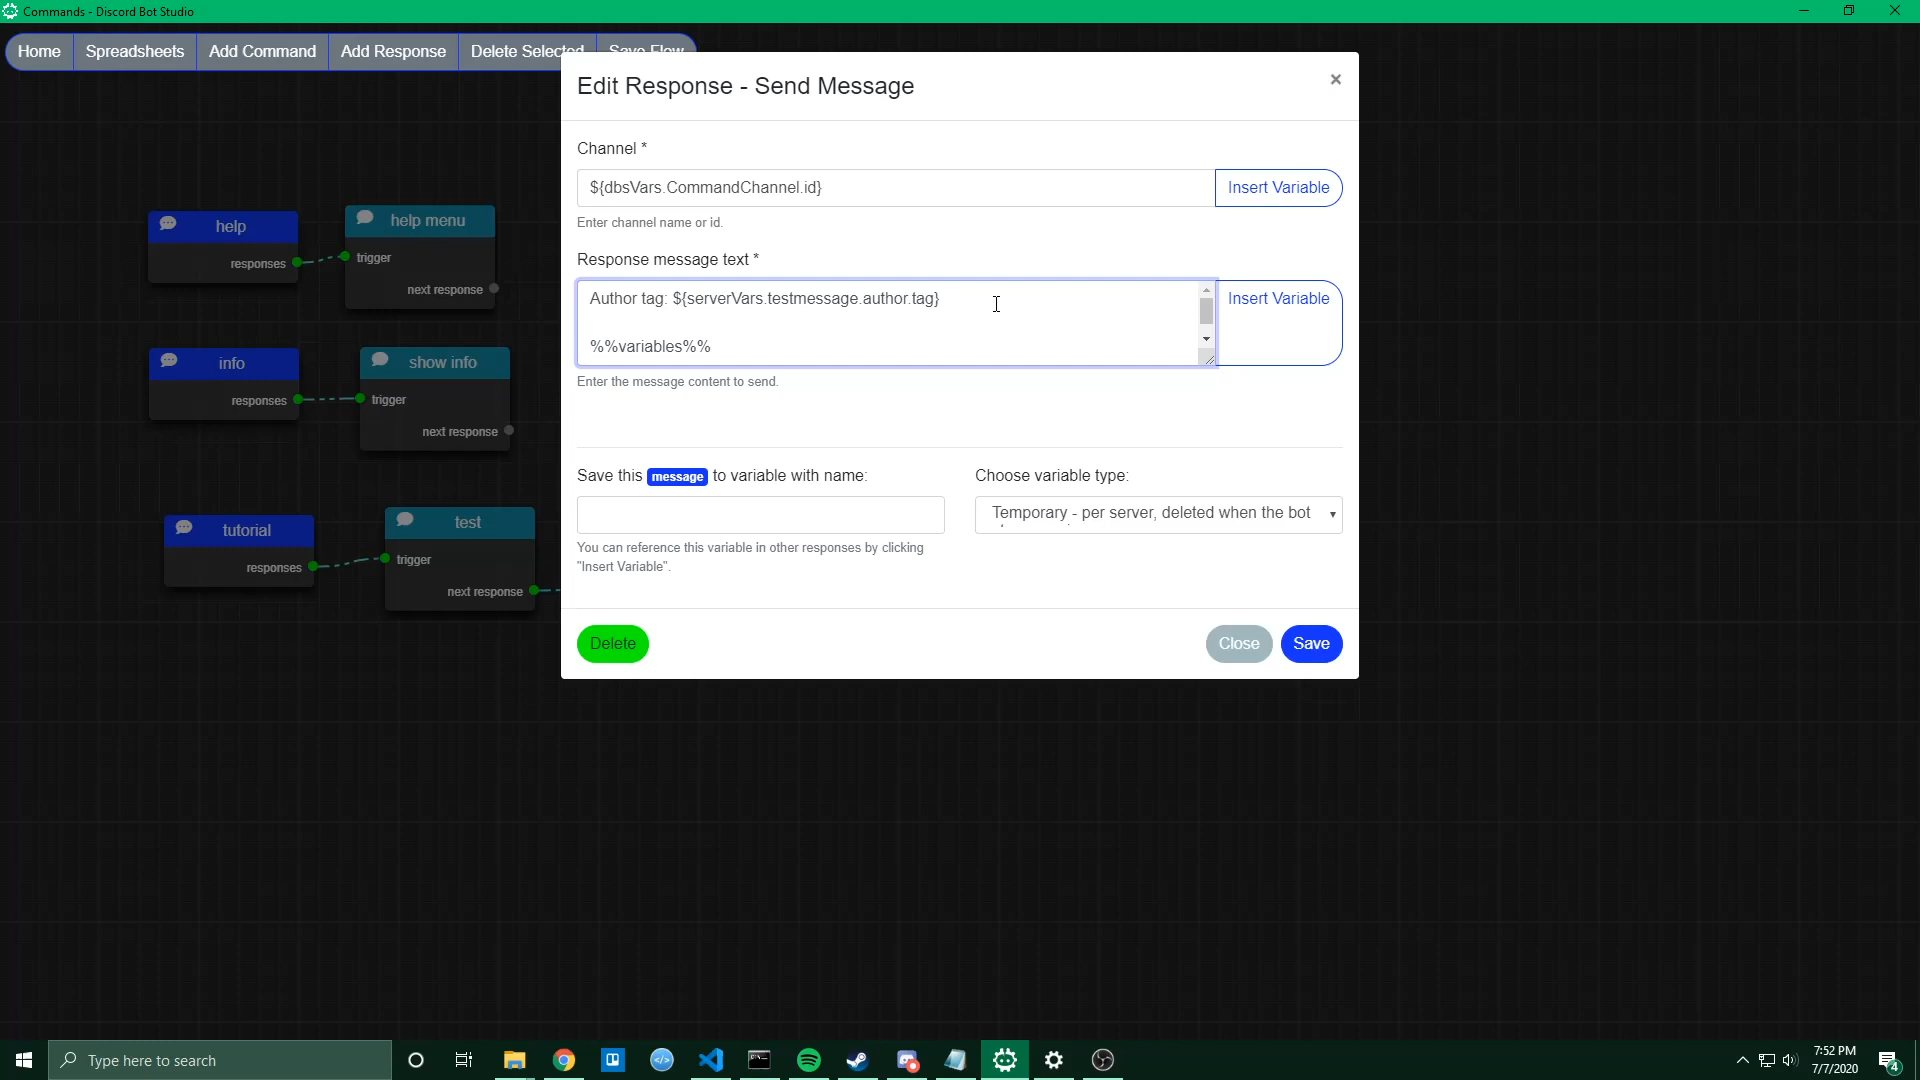 Commands - Discord Bot Studio
Home
Spreadsheets
Add Command
Add Response
Delete Selected
Save Flow
Edit Response - Send Message
×
Channel *
${dbsVars.CommandChannel.id}
Insert Variable
Enter channel name or id.
Response message text *
Author tag: ${serverVars.testmessage.author.tag}
%%variables%%
Insert Variable
Enter the message content to send.
Save this message to variable with name:
Choose variable type:
Temporary - per server, deleted when the bot
You can reference this variable in other responses by clicking
"Insert Variable".
Delete
Close
Save
help
responses
help menu
trigger
next response
info
responses
show info
trigger
next response
tutorial
responses
test
trigger
next response
Type here to search
7:52 PM
7/7/2020
4